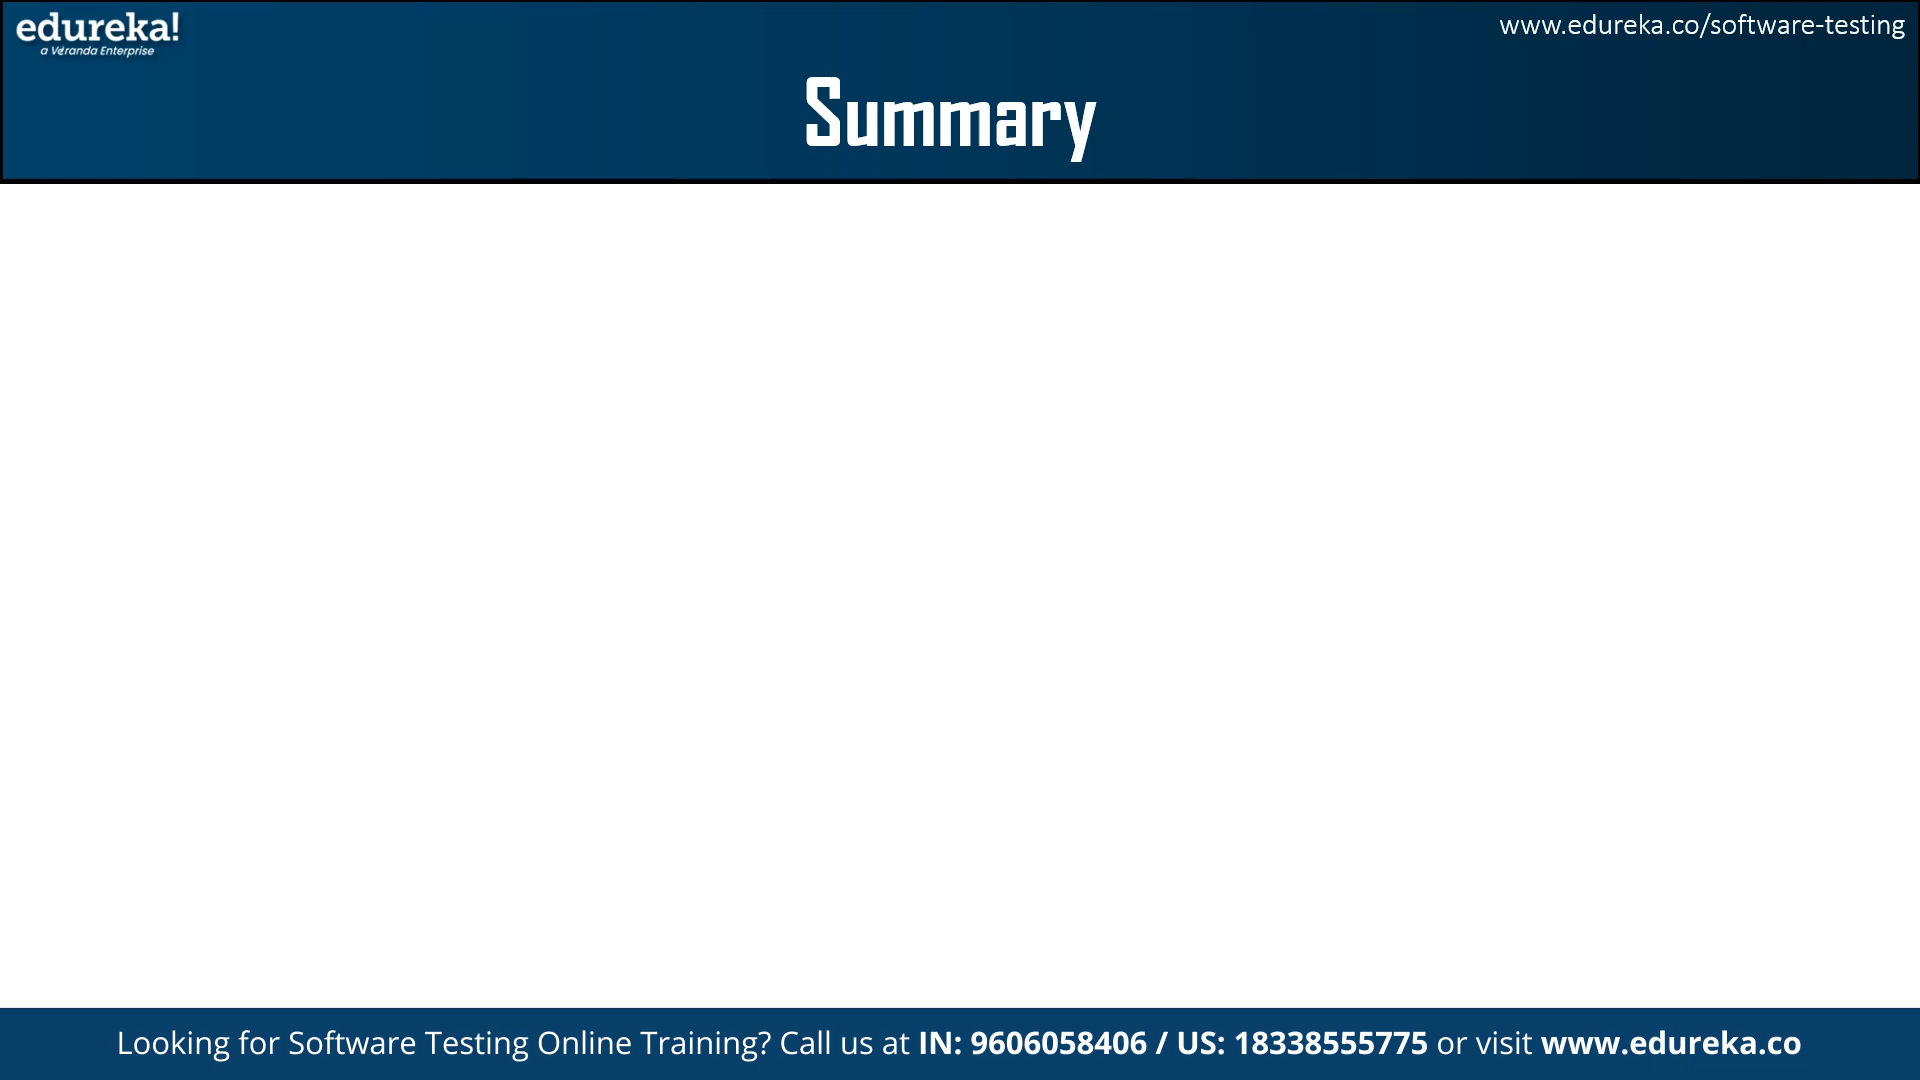 edureka!
a Veranda Enterprise
www.edureka.co/software-testing
Summary
Looking for Software Testing Online Training? Call us at IN: 9606058406 / US: 18338555775 or visit www.edureka.co